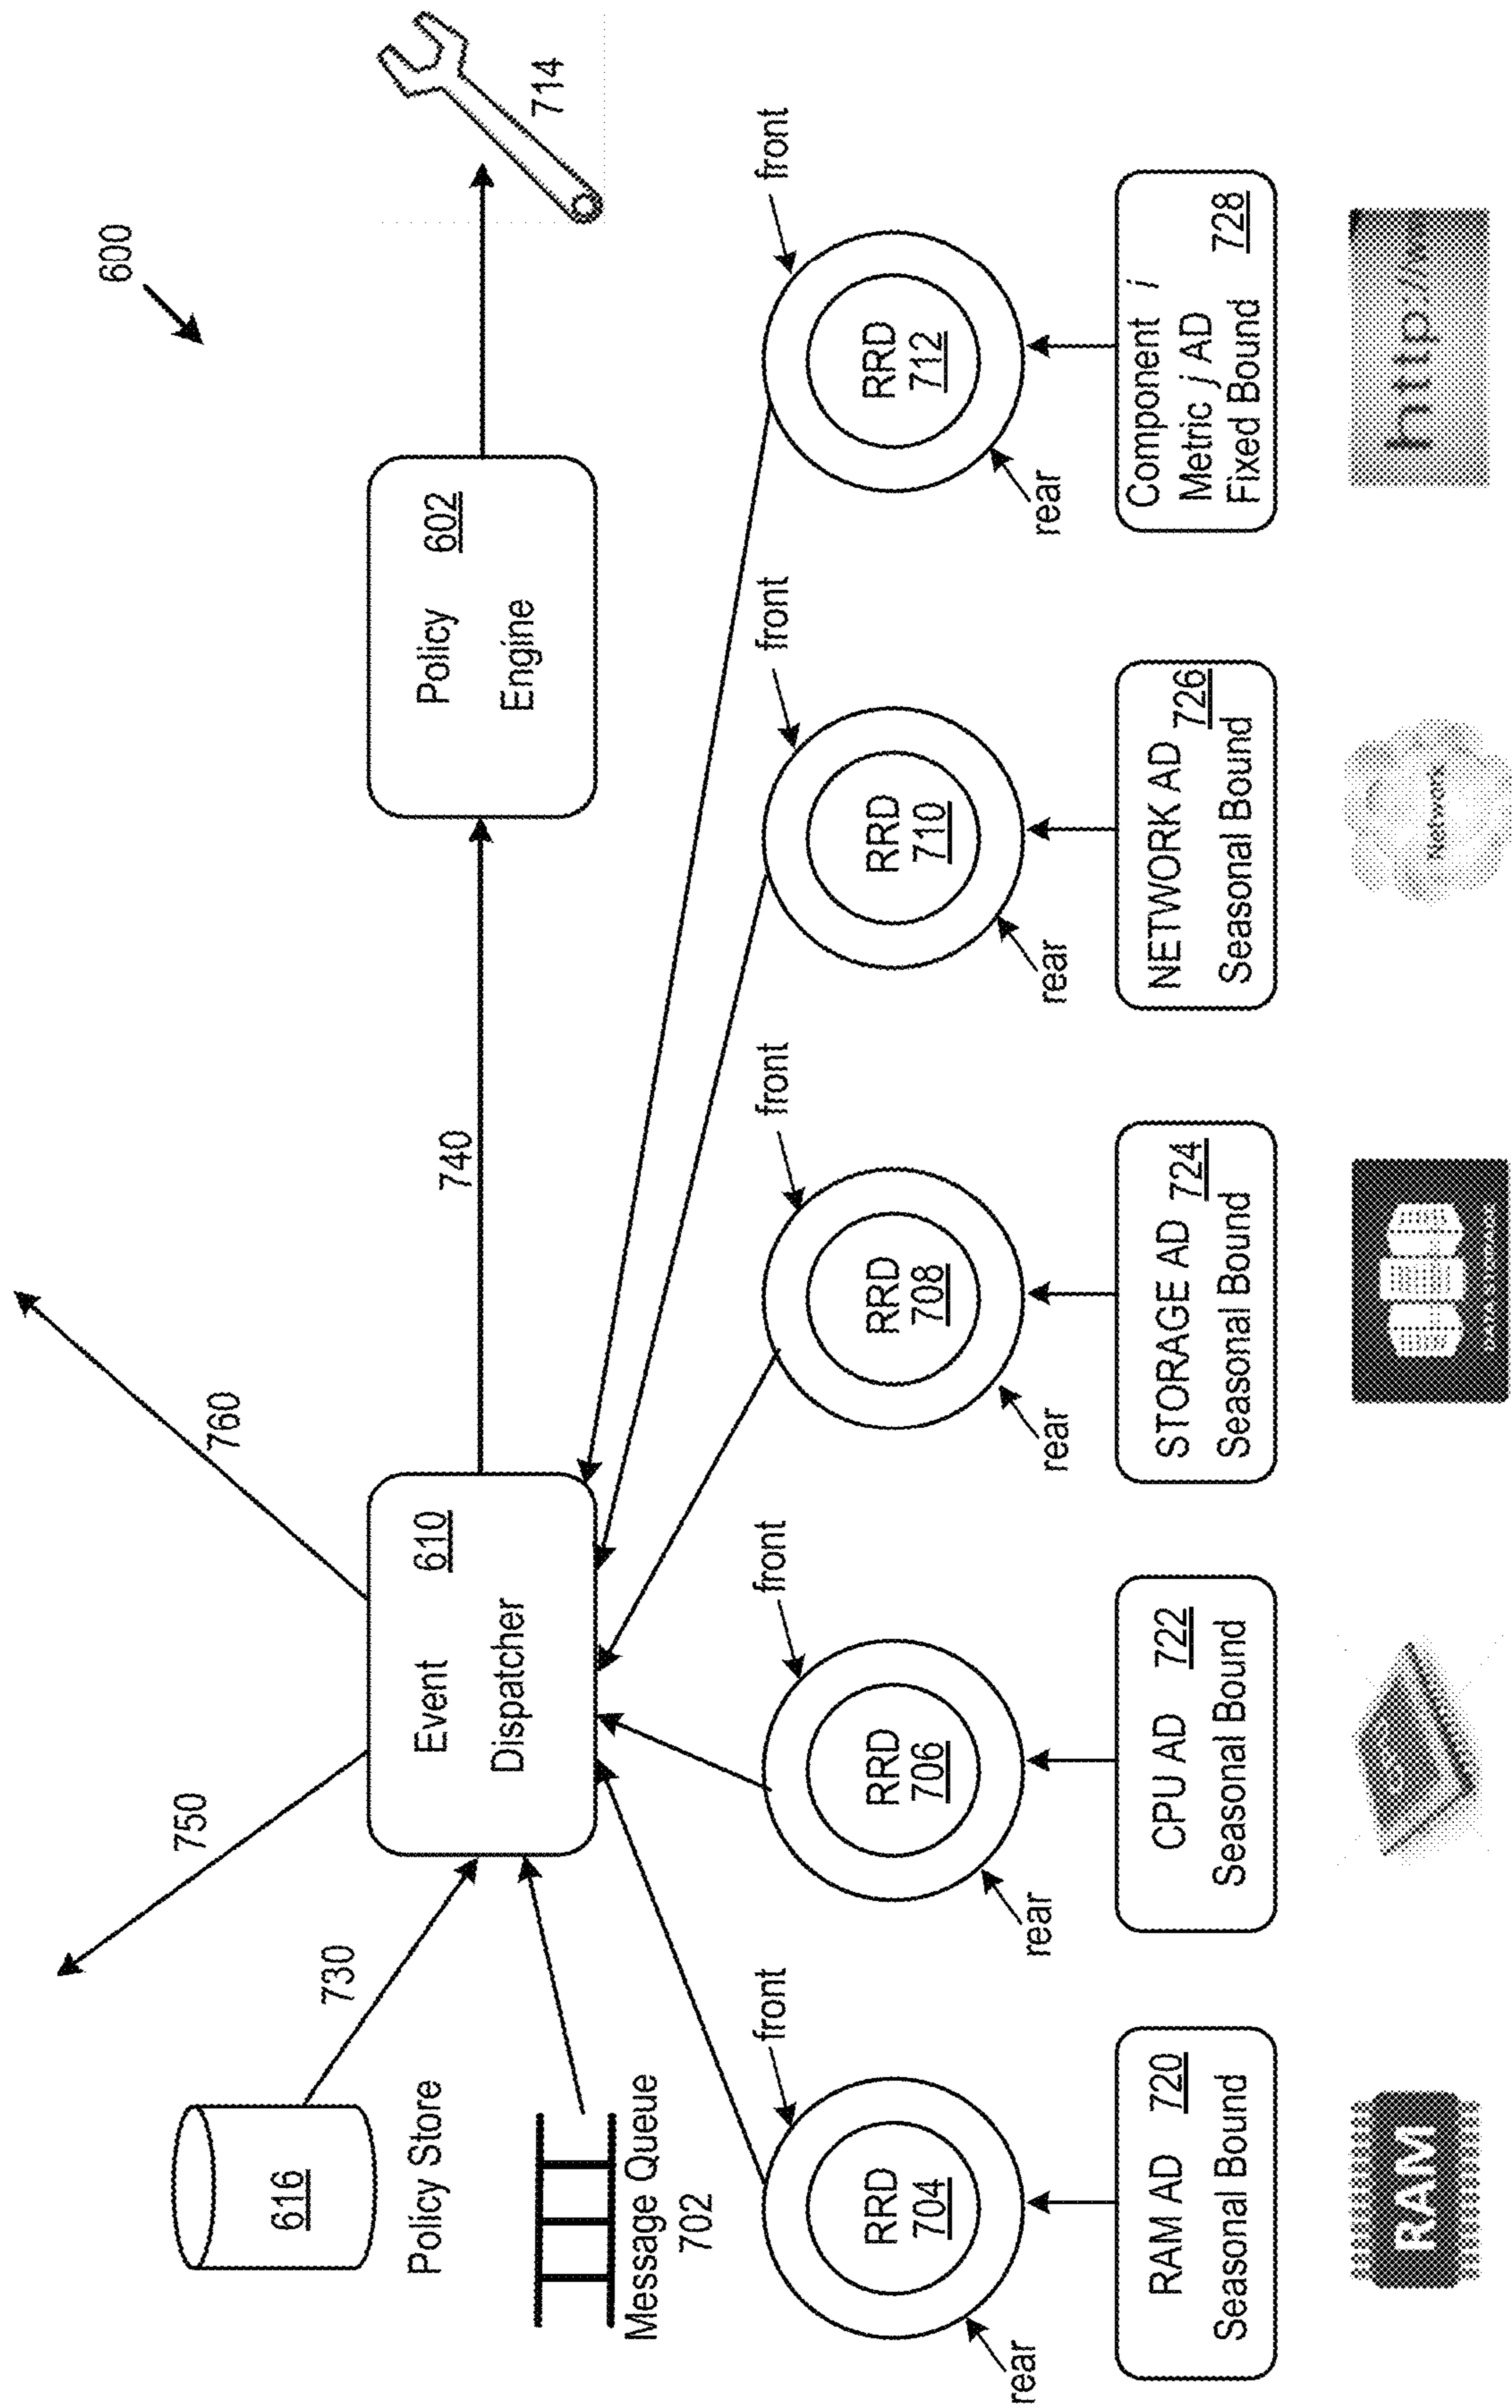 600
750
760
616
Policy Store
730
Event 610
Dispatcher
740
Policy 602
Engine
714
Message Queue
702
front
RRD
704
rear
front
RRD
706
rear
front
RRD
708
rear
front
RRD
710
rear
front
RRD
712
rear
RAM AD 720
Seasonal Bound
CPU AD 722
Seasonal Bound
STORAGE AD 724
Seasonal Bound
NETWORK AD 726
Seasonal Bound
Component i
Metric j AD 728
Fixed Bound
RAM
Network